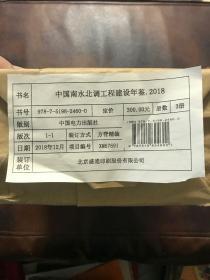 书名 中国南水北调工程建设年鉴.2018
书号 978-7-5198-2460-0 定价 300.00元 册数 3册
版别 中国电力出版社
版次 1-1 装订方式 方脊精装
日期 2018年12月 项目编号 XM67691
装订单位 北京盛通印刷股份有限公司